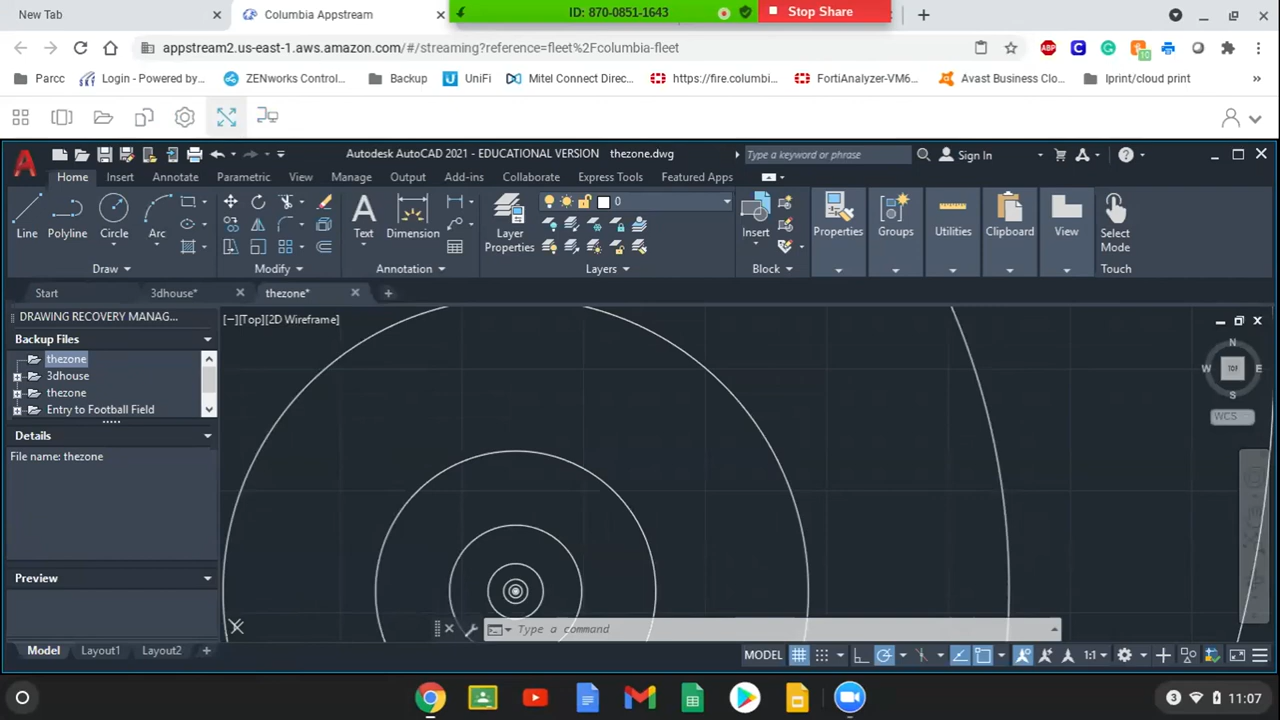 New Tab
Columbia Appstream
ID: 870-0851-1643
Stop Share
appstream2.us-east-1.aws.amazon.com/#/streaming?reference=fleet%2Fcolumbia-fleet
ABP
C
10
Parcc
Login - Powered by...
ZENworks Control...
Backup
UniFi
Mitel Connect Direc...
https://fire.columbi...
FortiAnalyzer-VM6...
Avast Business Clo...
Iprint/cloud print
»
Autodesk AutoCAD 2021 - EDUCATIONAL VERSION thezone.dwg
Type a keyword or phrase
Sign In
Home
Insert
Annotate
Parametric
View
Manage
Output
Add-ins
Collaborate
Express Tools
Featured Apps
0
Line
Polyline
Circle
Arc
Text
Dimension
Layer Properties
Insert
Properties
Groups
Utilities
Clipboard
View
Select Mode
Draw
Modify
Annotation
Layers
Block
Touch
Start
3dhouse*
thezone*
DRAWING RECOVERY MANAG...
Backup Files
thezone
3dhouse
thezone
Entry to Football Field
Details
File name: thezone
Preview
[−][Top][2D Wireframe]
N
W
TOP
E
S
WCS
Type a command
Model
Layout1
Layout2
MODEL
1:1
3
11:07